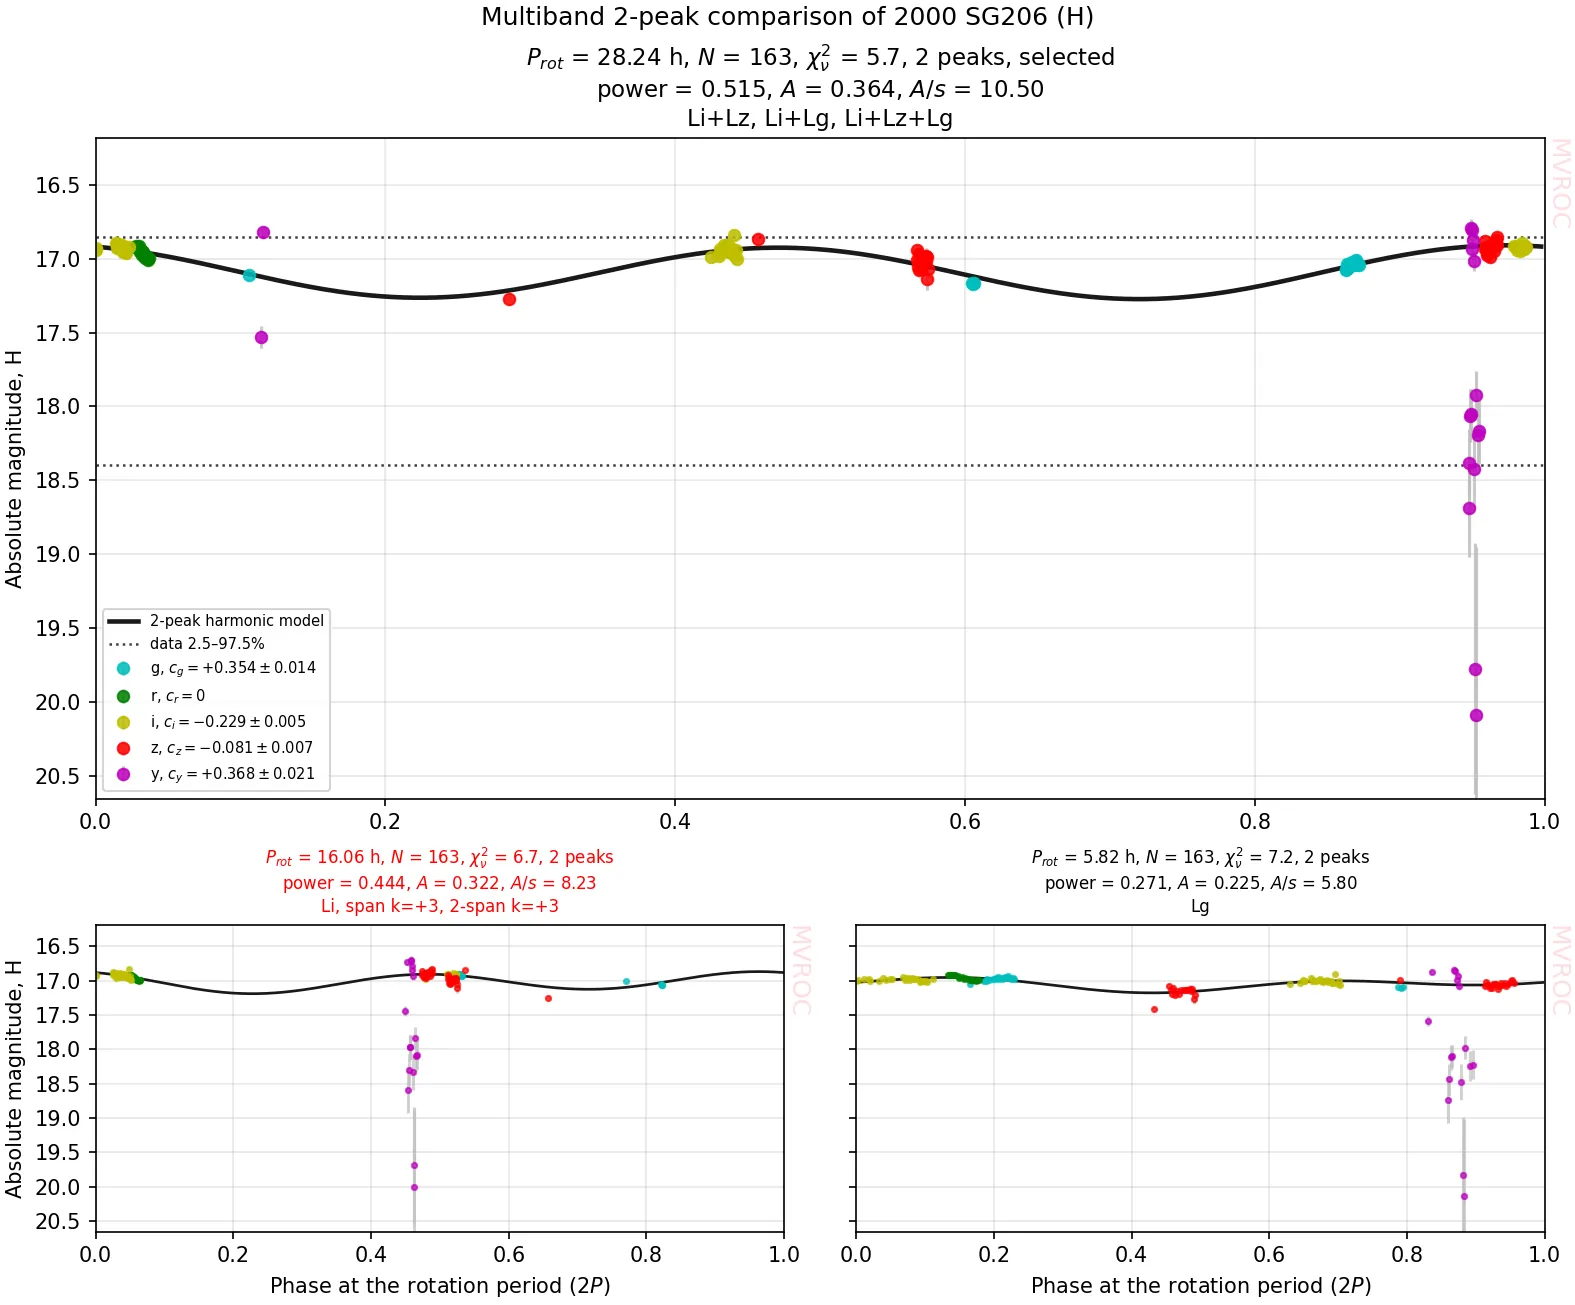 Multiband 2-peak comparison of 2000 SG206 (H)
P_rot = 28.24 h, N = 163, χ²_ν = 5.7, 2 peaks, selected
power = 0.515, A = 0.364, A/s = 10.50
Li+Lz, Li+Lg, Li+Lz+Lg
MVROC
Absolute magnitude, H
16.5
17.0
17.5
18.0
18.5
19.0
19.5
20.0
20.5
2-peak harmonic model
data 2.5–97.5%
g, c_g = +0.354 ± 0.014
r, c_r = 0
i, c_i = −0.229 ± 0.005
z, c_z = −0.081 ± 0.007
y, c_y = +0.368 ± 0.021
0.0 0.2 0.4 0.6 0.8 1.0
P_rot = 16.06 h, N = 163, χ²_ν = 6.7, 2 peaks
power = 0.444, A = 0.322, A/s = 8.23
Li, span k=+3, 2-span k=+3
MVROC
Absolute magnitude, H
16.5
17.0
17.5
18.0
18.5
19.0
19.5
20.0
20.5
0.0 0.2 0.4 0.6 0.8 1.0
Phase at the rotation period (2P)
P_rot = 5.82 h, N = 163, χ²_ν = 7.2, 2 peaks
power = 0.271, A = 0.225, A/s = 5.80
Lg
MVROC
0.0 0.2 0.4 0.6 0.8 1.0
Phase at the rotation period (2P)